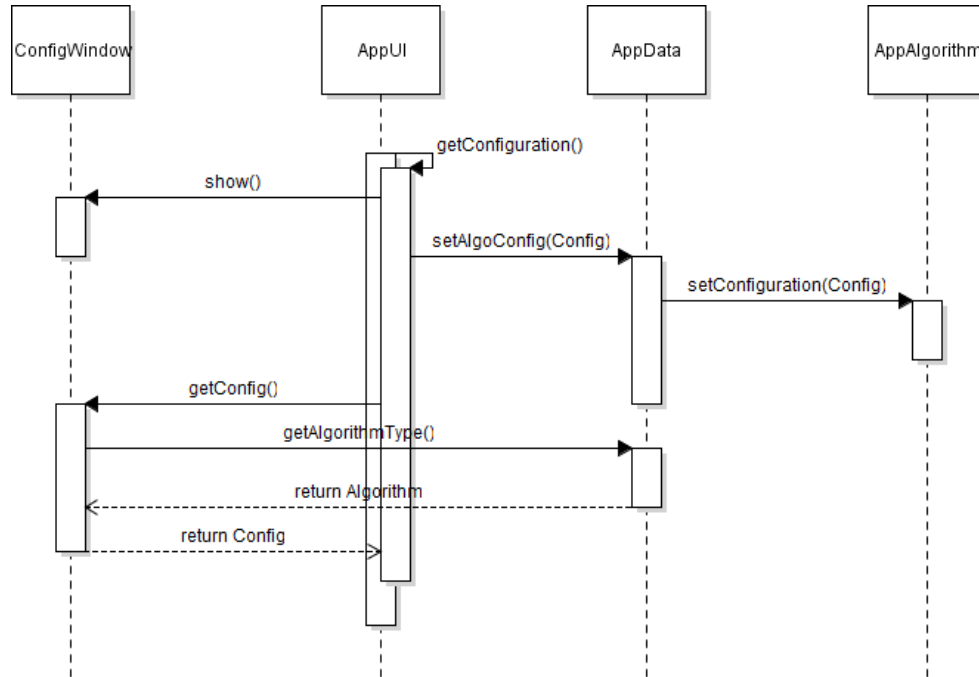 ConfigWindow
AppUI
AppData
AppAlgorithm
getConfiguration()
show()
setAlgoConfig(Config)
setConfiguration(Config)
getConfig()
getAlgorithmType()
return Algorithm
return Config